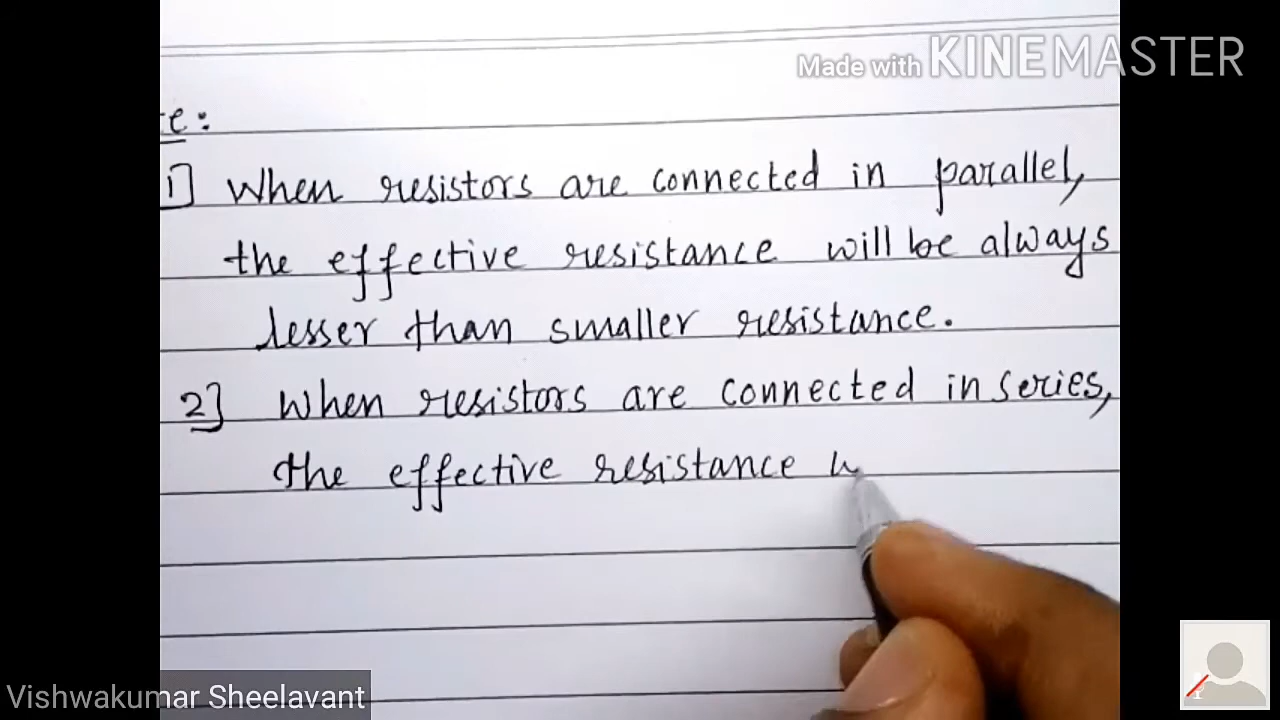 Made with KINEMASTER
te:
1] When resistors are connected in parallel,
the effective resistance will be always
lesser than smaller resistance.
2] When resistors are connected in series,
the effective resistance
Vishwakumar Sheelavant